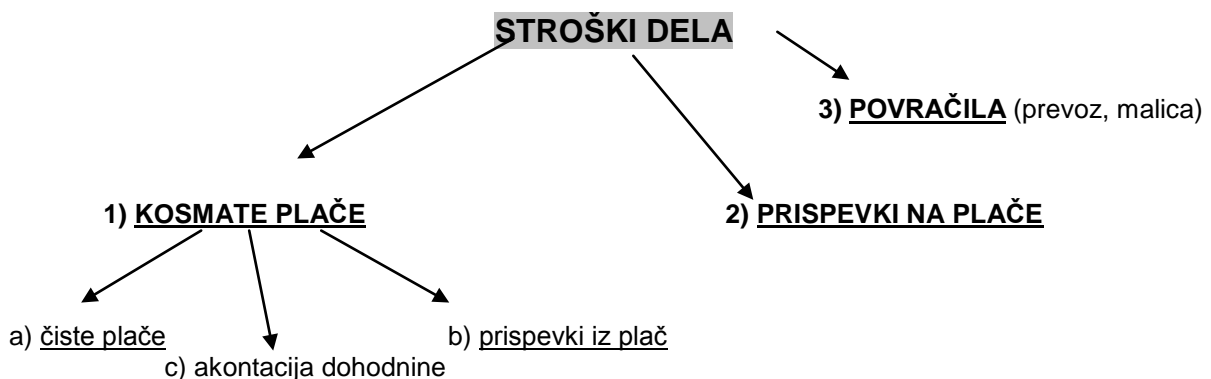 STROŠKI DELA
3) POVRAČILA (prevoz, malica)
1) KOSMATE PLAČE
2) PRISPEVKI NA PLAČE
a) čiste plače
b) prispevki iz plač
c) akontacija dohodnine